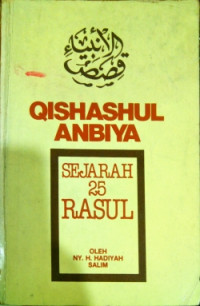 قصص الأنبياء
QISHASHUL
ANBIYA
SEJARAH
25
RASUL
OLEH
NY. H. HADIYAH
SALIM